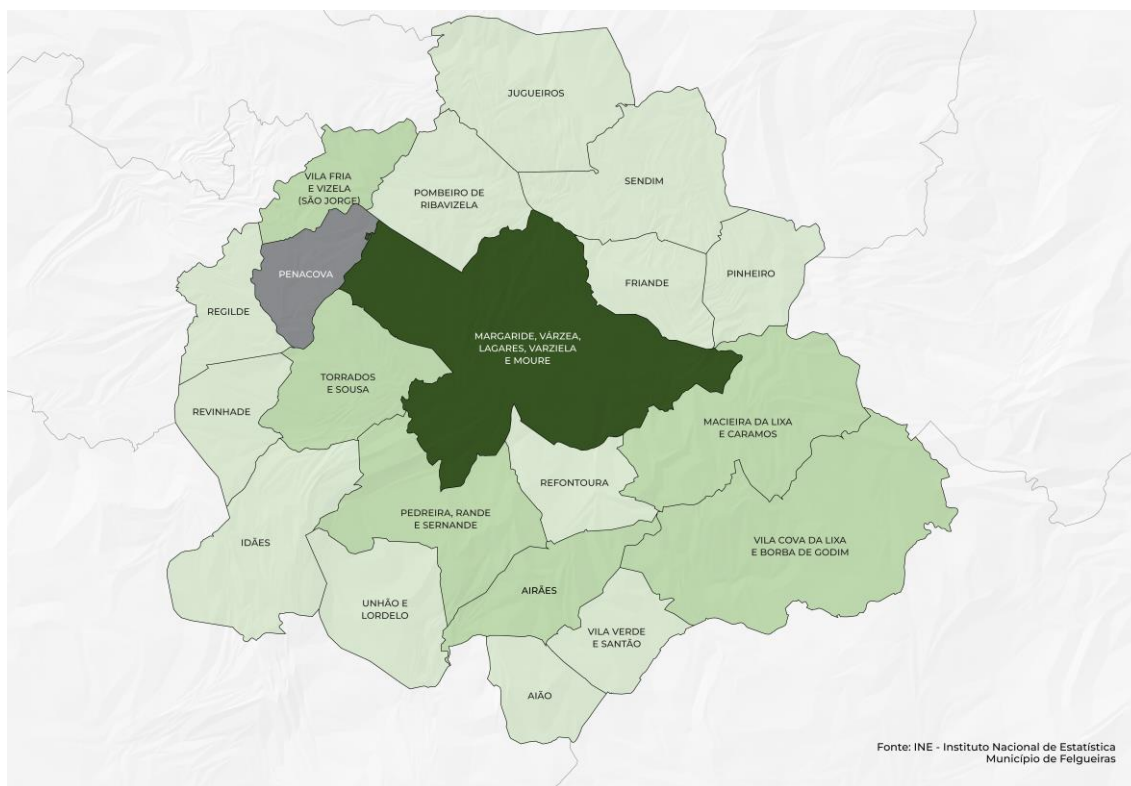 JUGUEIROS
VILA FRIA
E VIZELA
(SÃO JORGE)
POMBEIRO DE
RIBAVIZELA
SENDIM
PENACOVA
FRIANDE
PINHEIRO
REGILDE
MARGARIDE, VÁRZEA,
LAGARES, VARZIELA
E MOURE
TORRADOS
E SOUSA
REVINHADE
MACIEIRA DA LIXA
E CARAMOS
REFONTOURA
PEDREIRA, RANDE
E SERNANDE
IDÃES
VILA COVA DA LIXA
E BORBA DE GODIM
AIRÃES
UNHÃO E
LORDELO
VILA VERDE
E SANTÃO
AIÃO
Fonte: INE - Instituto Nacional de Estatística
Município de Felgueiras